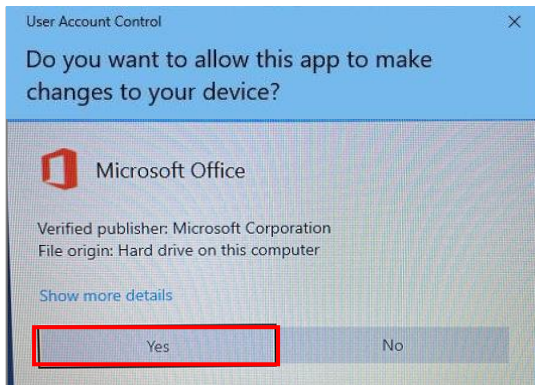 User Account Control
Do you want to allow this app to make
changes to your device?
Microsoft Office
Verified publisher: Microsoft Corporation
File origin: Hard drive on this computer
Show more details
Yes
No